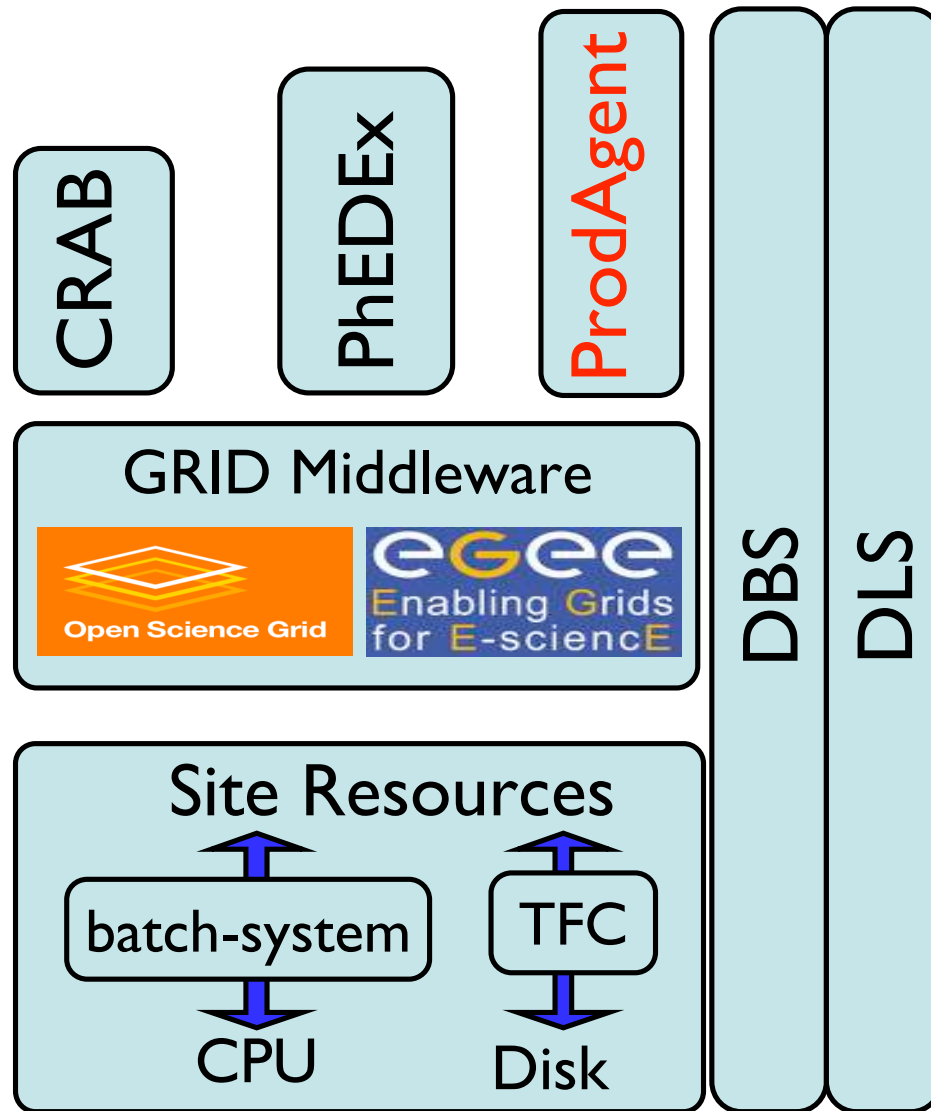 CRAB
PhEDEx
ProdAgent
DBS
DLS
GRID Middleware
Open Science Grid
eGee
Enabling Grids
for E-sciencE
Site Resources
batch-system
TFC
CPU
Disk